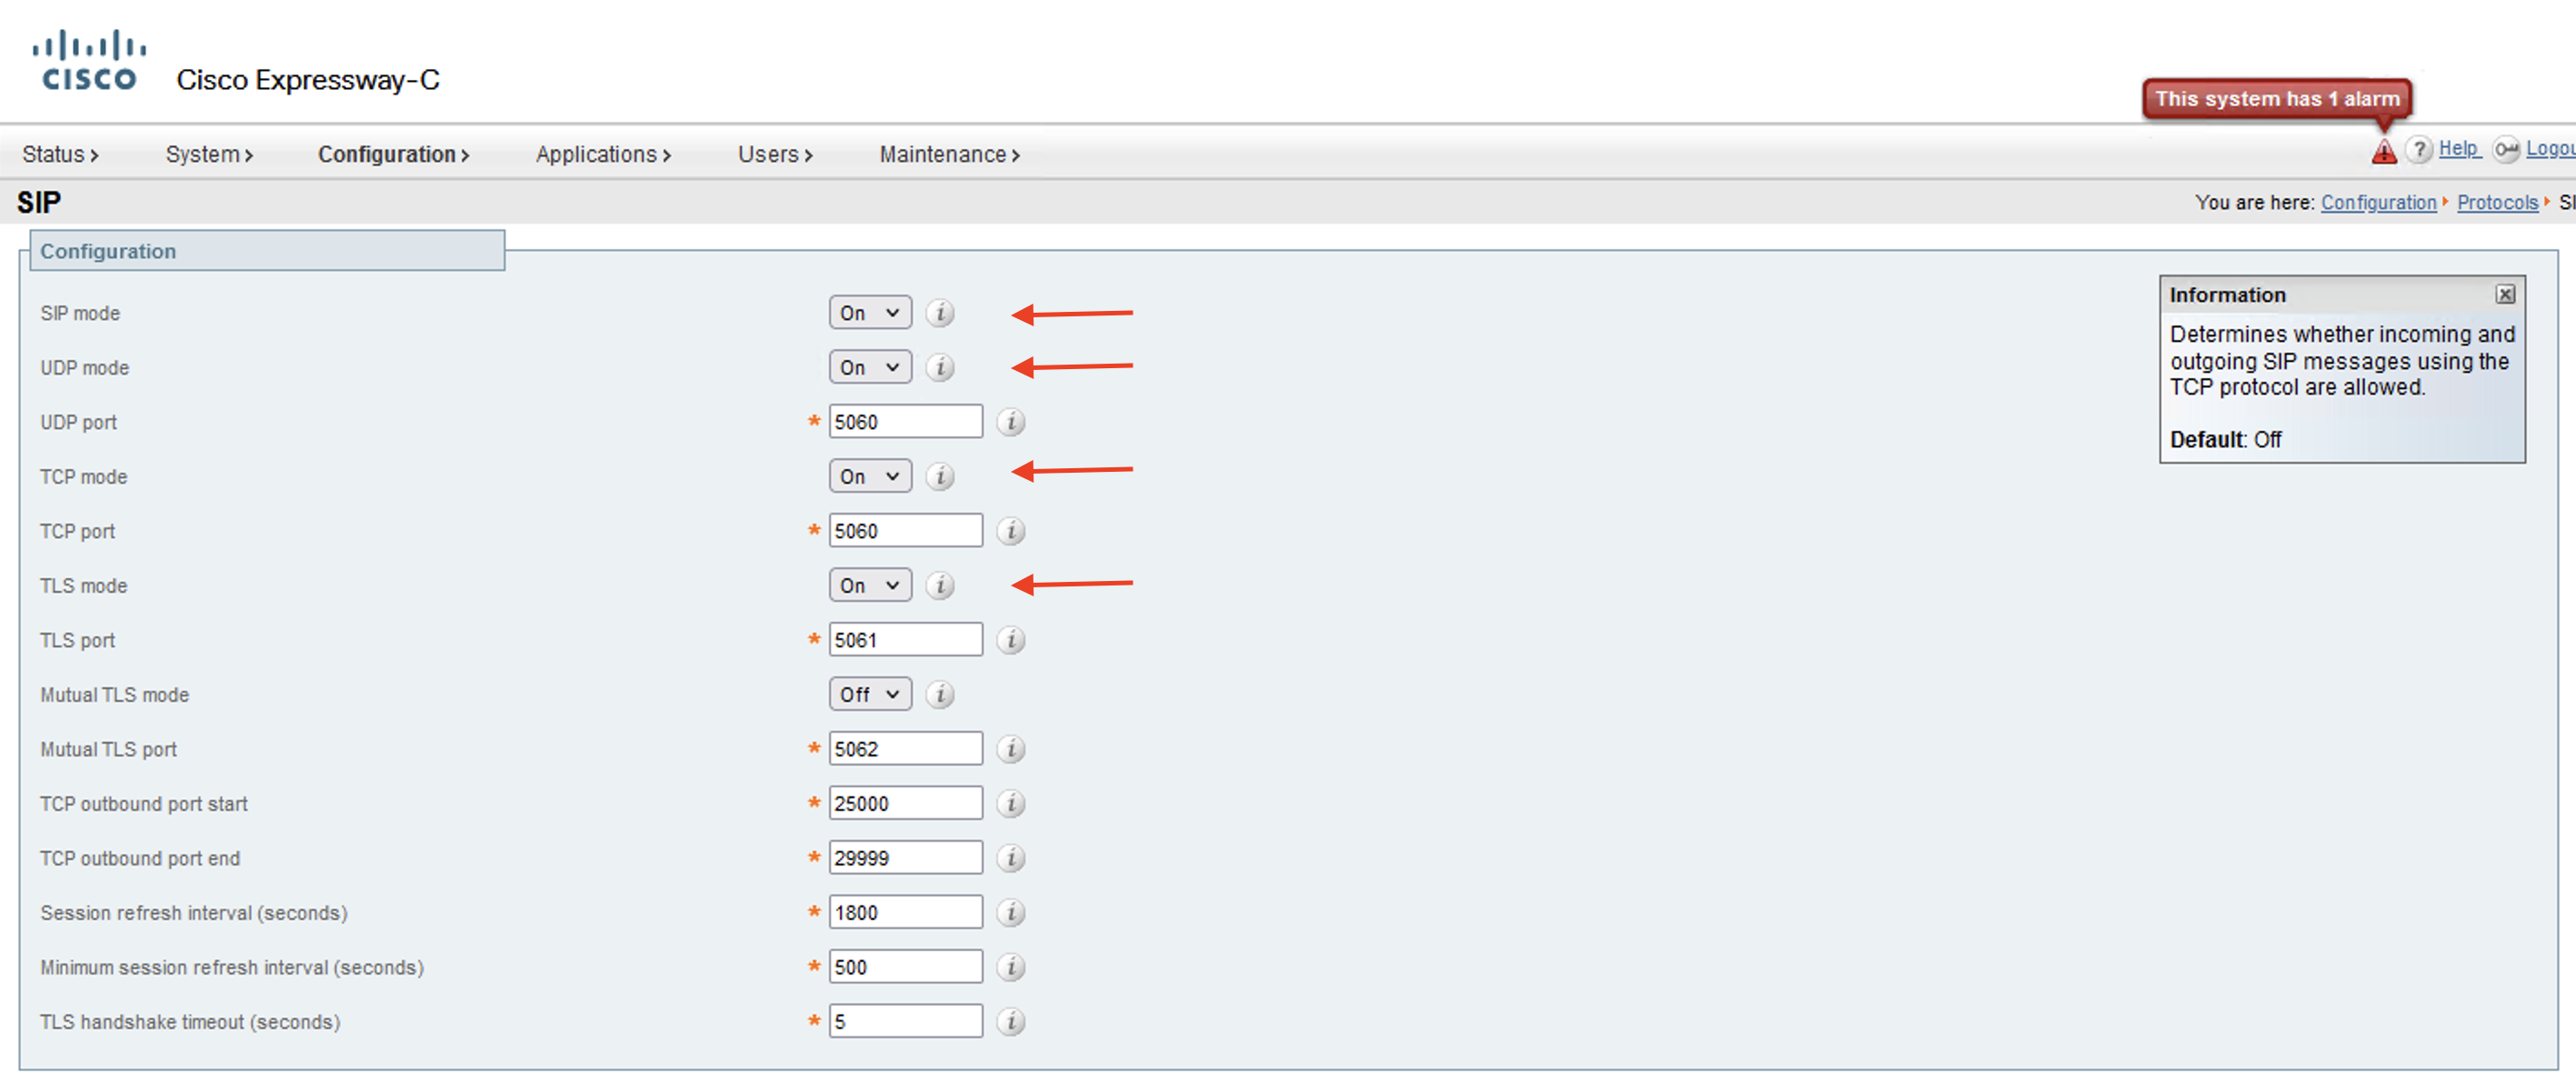 CISCO
Cisco Expressway-C
This system has 1 alarm
Status System Configuration Applications Users Maintenance
? Help Logou
SIP
You are here: Configuration Protocols SI
Configuration
SIP mode On i
UDP mode On i
UDP port * 5060 i
TCP mode On i
TCP port * 5060 i
TLS mode On i
TLS port * 5061 i
Mutual TLS mode Off i
Mutual TLS port * 5062 i
TCP outbound port start * 25000 i
TCP outbound port end * 29999 i
Session refresh interval (seconds) * 1800 i
Minimum session refresh interval (seconds) * 500 i
TLS handshake timeout (seconds) * 5 i
Information
Determines whether incoming and
outgoing SIP messages using the
TCP protocol are allowed.
Default: Off